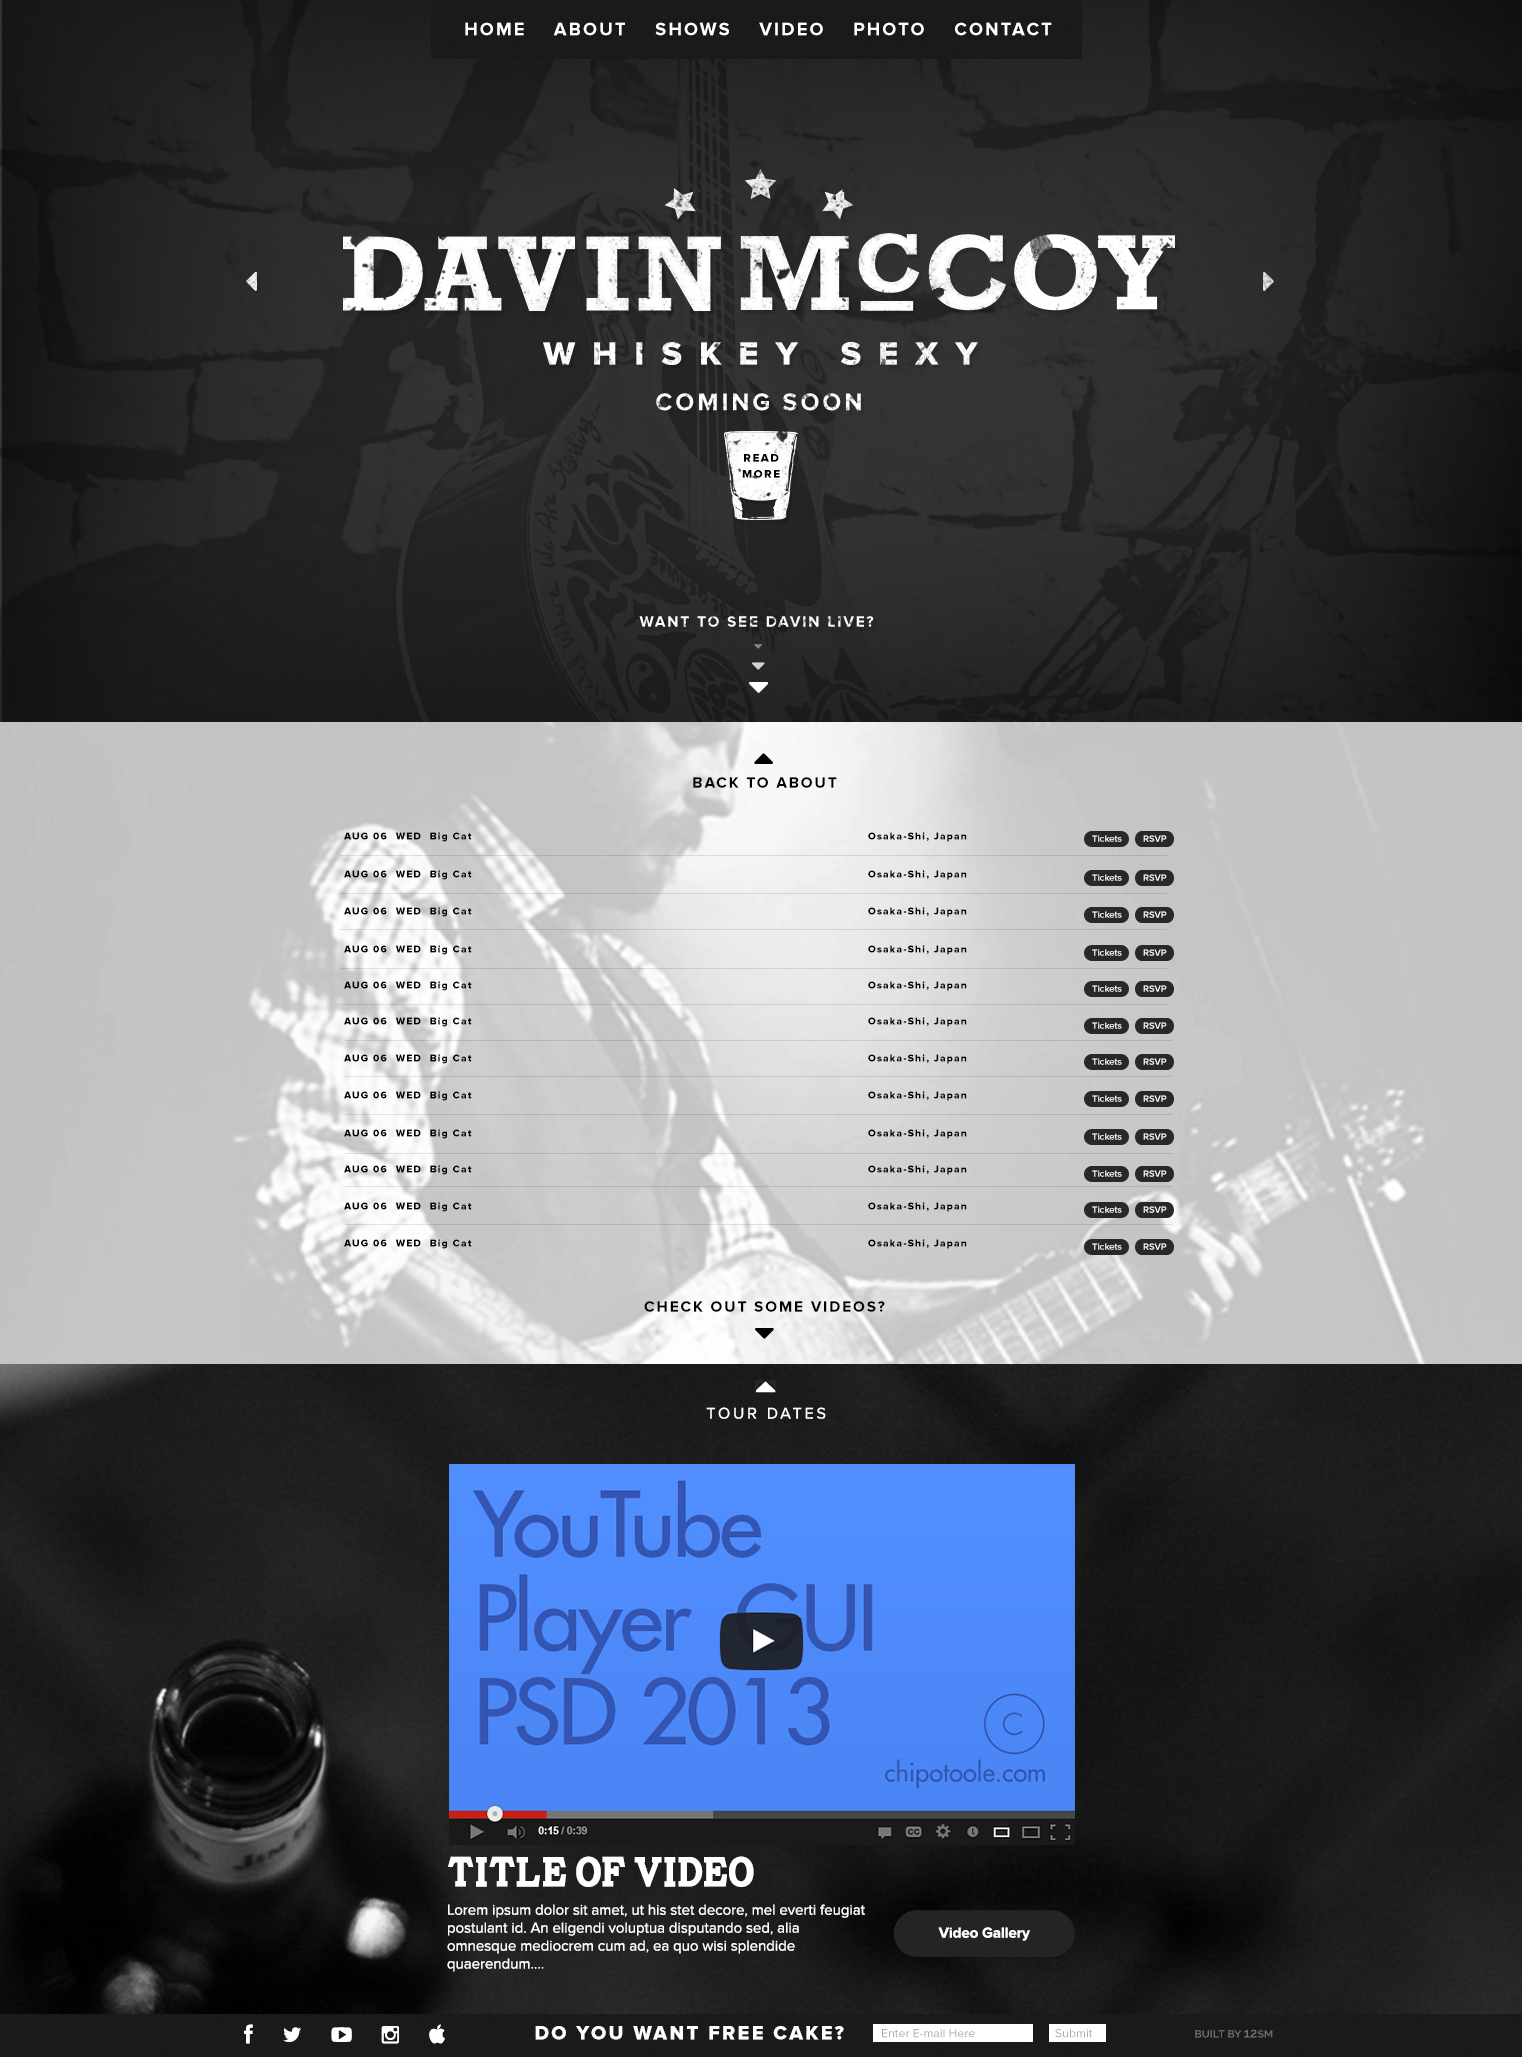 HOME ABOUT SHOWS VIDEO PHOTO CONTACT
DAVIN McCOY
WHISKEY SEXY
COMING SOON
READ
MORE
We Are Sterling...
WANT TO SEE DAVIN LIVE?
BACK TO ABOUT
AUG 06 WED Big Cat Osaka-Shi, Japan Tickets RSVP
AUG 06 WED Big Cat Osaka-Shi, Japan Tickets RSVP
AUG 06 WED Big Cat Osaka-Shi, Japan Tickets RSVP
AUG 06 WED Big Cat Osaka-Shi, Japan Tickets RSVP
AUG 06 WED Big Cat Osaka-Shi, Japan Tickets RSVP
AUG 06 WED Big Cat Osaka-Shi, Japan Tickets RSVP
AUG 06 WED Big Cat Osaka-Shi, Japan Tickets RSVP
AUG 06 WED Big Cat Osaka-Shi, Japan Tickets RSVP
AUG 06 WED Big Cat Osaka-Shi, Japan Tickets RSVP
AUG 06 WED Big Cat Osaka-Shi, Japan Tickets RSVP
AUG 06 WED Big Cat Osaka-Shi, Japan Tickets RSVP
AUG 06 WED Big Cat Osaka-Shi, Japan Tickets RSVP
CHECK OUT SOME VIDEOS?
TOUR DATES
YouTube
Player GUI
PSD 2013
C
chipotoole.com
0:15 / 0:39 CC
JIM
TITLE OF VIDEO
Lorem ipsum dolor sit amet, ut his stet decore, mel everti feugiat
postulant id. An eligendi voluptua disputando sed, alia
omnesque mediocrem cum ad, ea quo wisi splendide
quaerendum....
Video Gallery
DO YOU WANT FREE CAKE? Enter E-mail Here Submit BUILT BY 12SM